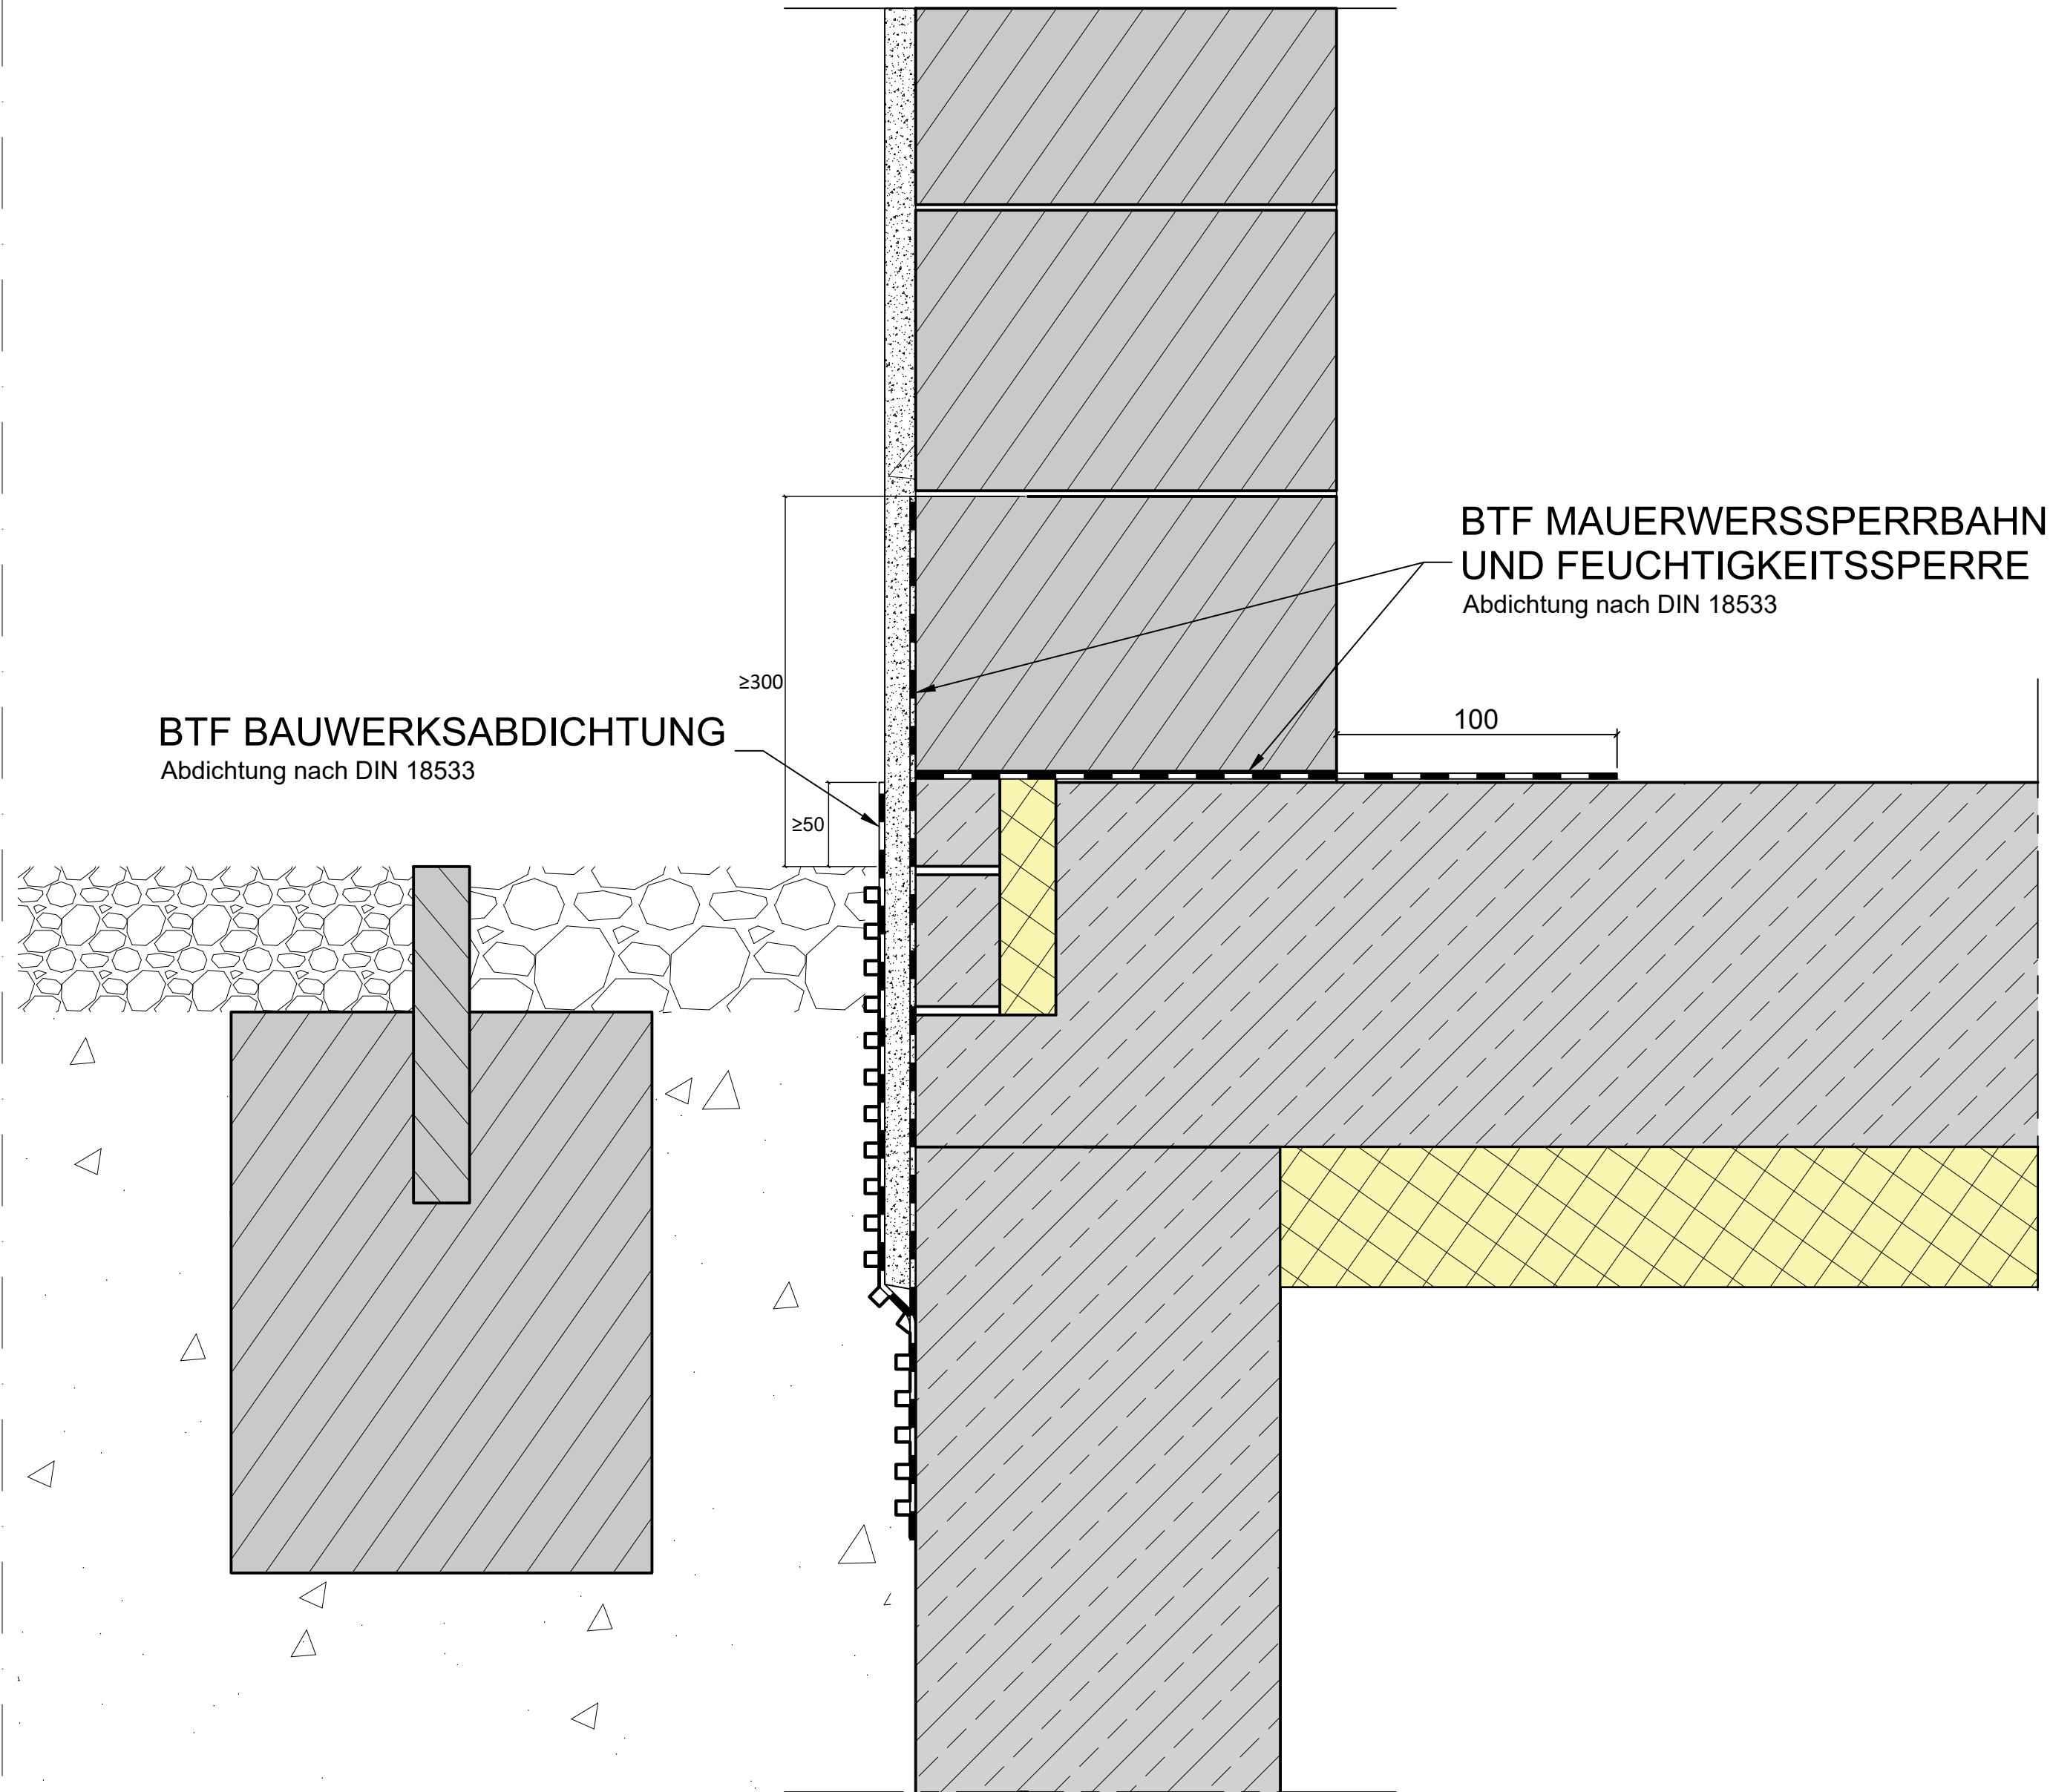 BTF MAUERWERSSPERRBAHN
UND FEUCHTIGKEITSSPERRE
Abdichtung nach DIN 18533
≥300
100
BTF BAUWERKSABDICHTUNG
Abdichtung nach DIN 18533
≥50